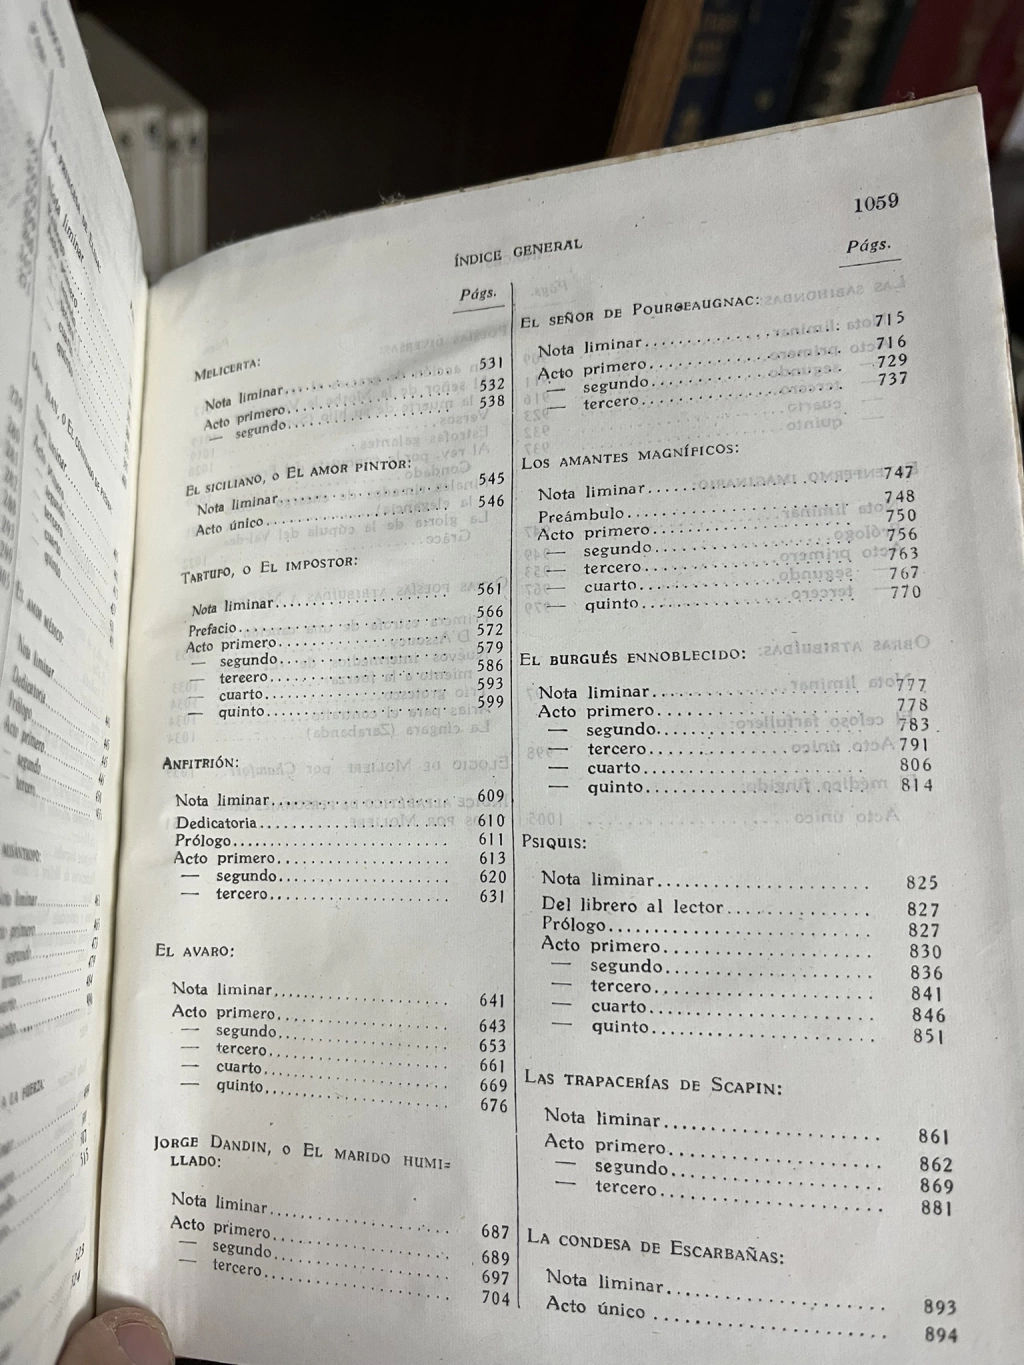 1059
ÍNDICE GENERAL
Págs.
MELICERTA:
Nota liminar 531
Acto primero 532
— segundo 538
EL SICILIANO, O EL AMOR PINTOR:
Nota liminar 545
Acto único 546
TARTUFO, O EL IMPOSTOR:
Nota liminar 561
Prefacio 566
Acto primero 572
— segundo 579
— tercero 586
— cuarto 593
— quinto 599
ANFITRIÓN:
Nota liminar 609
Dedicatoria 610
Prólogo 611
Acto primero 613
— segundo 620
— tercero 631
EL AVARO:
Nota liminar 641
Acto primero 643
— segundo 653
— tercero 661
— cuarto 669
— quinto 676
JORGE DANDIN, O EL MARIDO HUMI=
LLADO:
Nota liminar 687
Acto primero 689
— segundo 697
— tercero 704
Págs.
EL SEÑOR DE POURCEAUGNAC:
Nota liminar 715
Acto primero 716
— segundo 729
— tercero 737
LOS AMANTES MAGNÍFICOS:
Nota liminar 747
Preámbulo 748
Acto primero 750
— segundo 756
— tercero 763
— cuarto 767
— quinto 770
EL BURGUÉS ENNOBLECIDO:
Nota liminar 777
Acto primero 778
— segundo 783
— tercero 791
— cuarto 806
— quinto 814
PSIQUIS:
Nota liminar 825
Del librero al lector 827
Prólogo 827
Acto primero 830
— segundo 836
— tercero 841
— cuarto 846
— quinto 851
LAS TRAPACERÍAS DE SCAPIN:
Nota liminar 861
Acto primero 862
— segundo 869
— tercero 881
LA CONDESA DE ESCARBAÑAS:
Nota liminar 893
Acto único 894